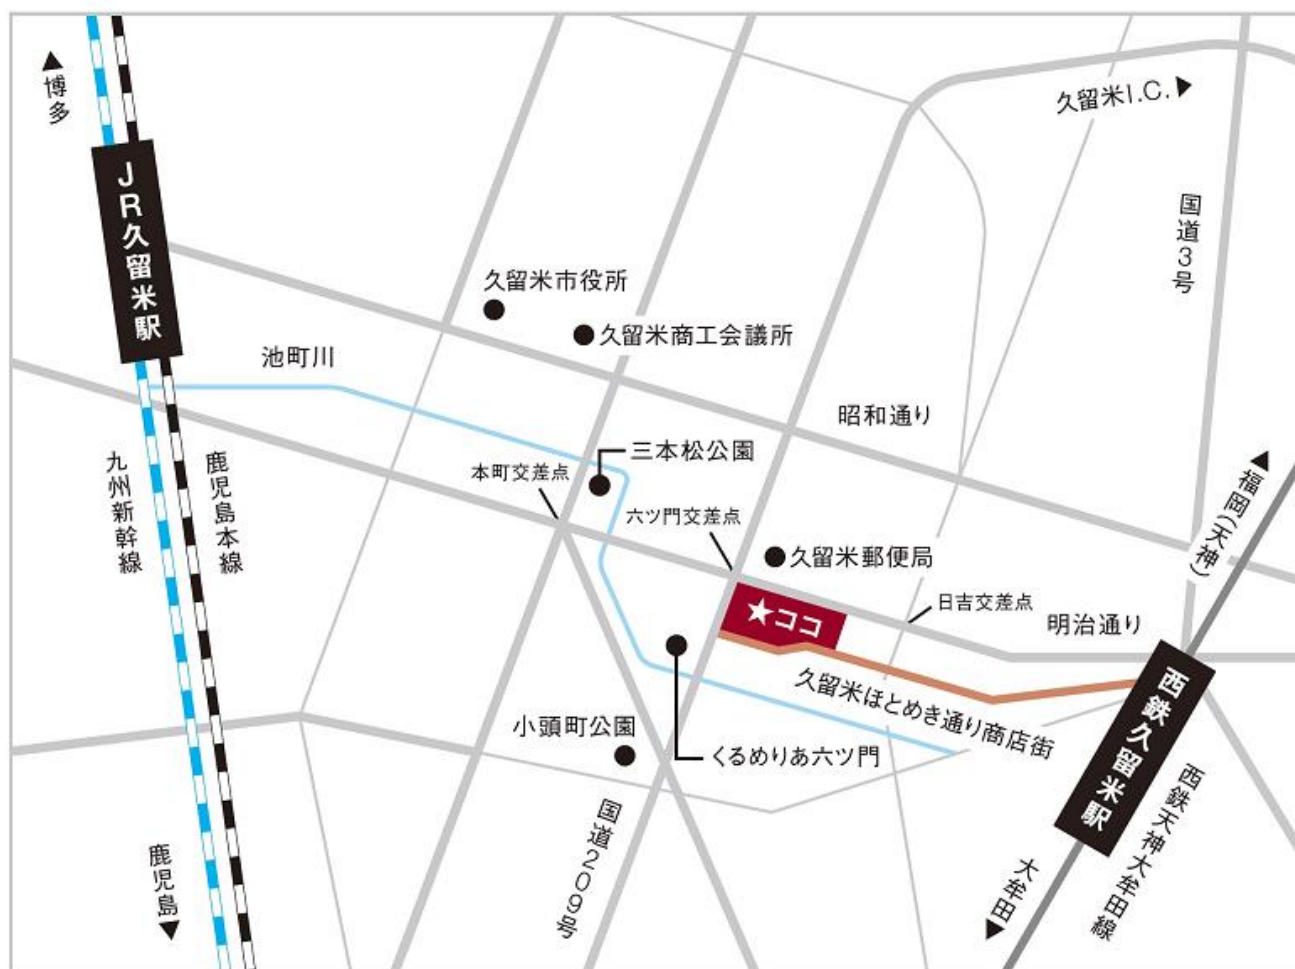 ▲博多
久留米I.C.▶
JR久留米駅
国道3号
久留米市役所
久留米商工会議所
池町川
昭和通り
三本松公園
本町交差点
九州新幹線
鹿児島本線
六ツ門交差点
▲福岡(天神)
久留米郵便局
日吉交差点
★ココ
明治通り
久留米ほとめき通り商店街
西鉄久留米駅
小頭町公園
くるめりあ六ツ門
国道209号
西鉄天神大牟田線
鹿児島▼
大牟田▼